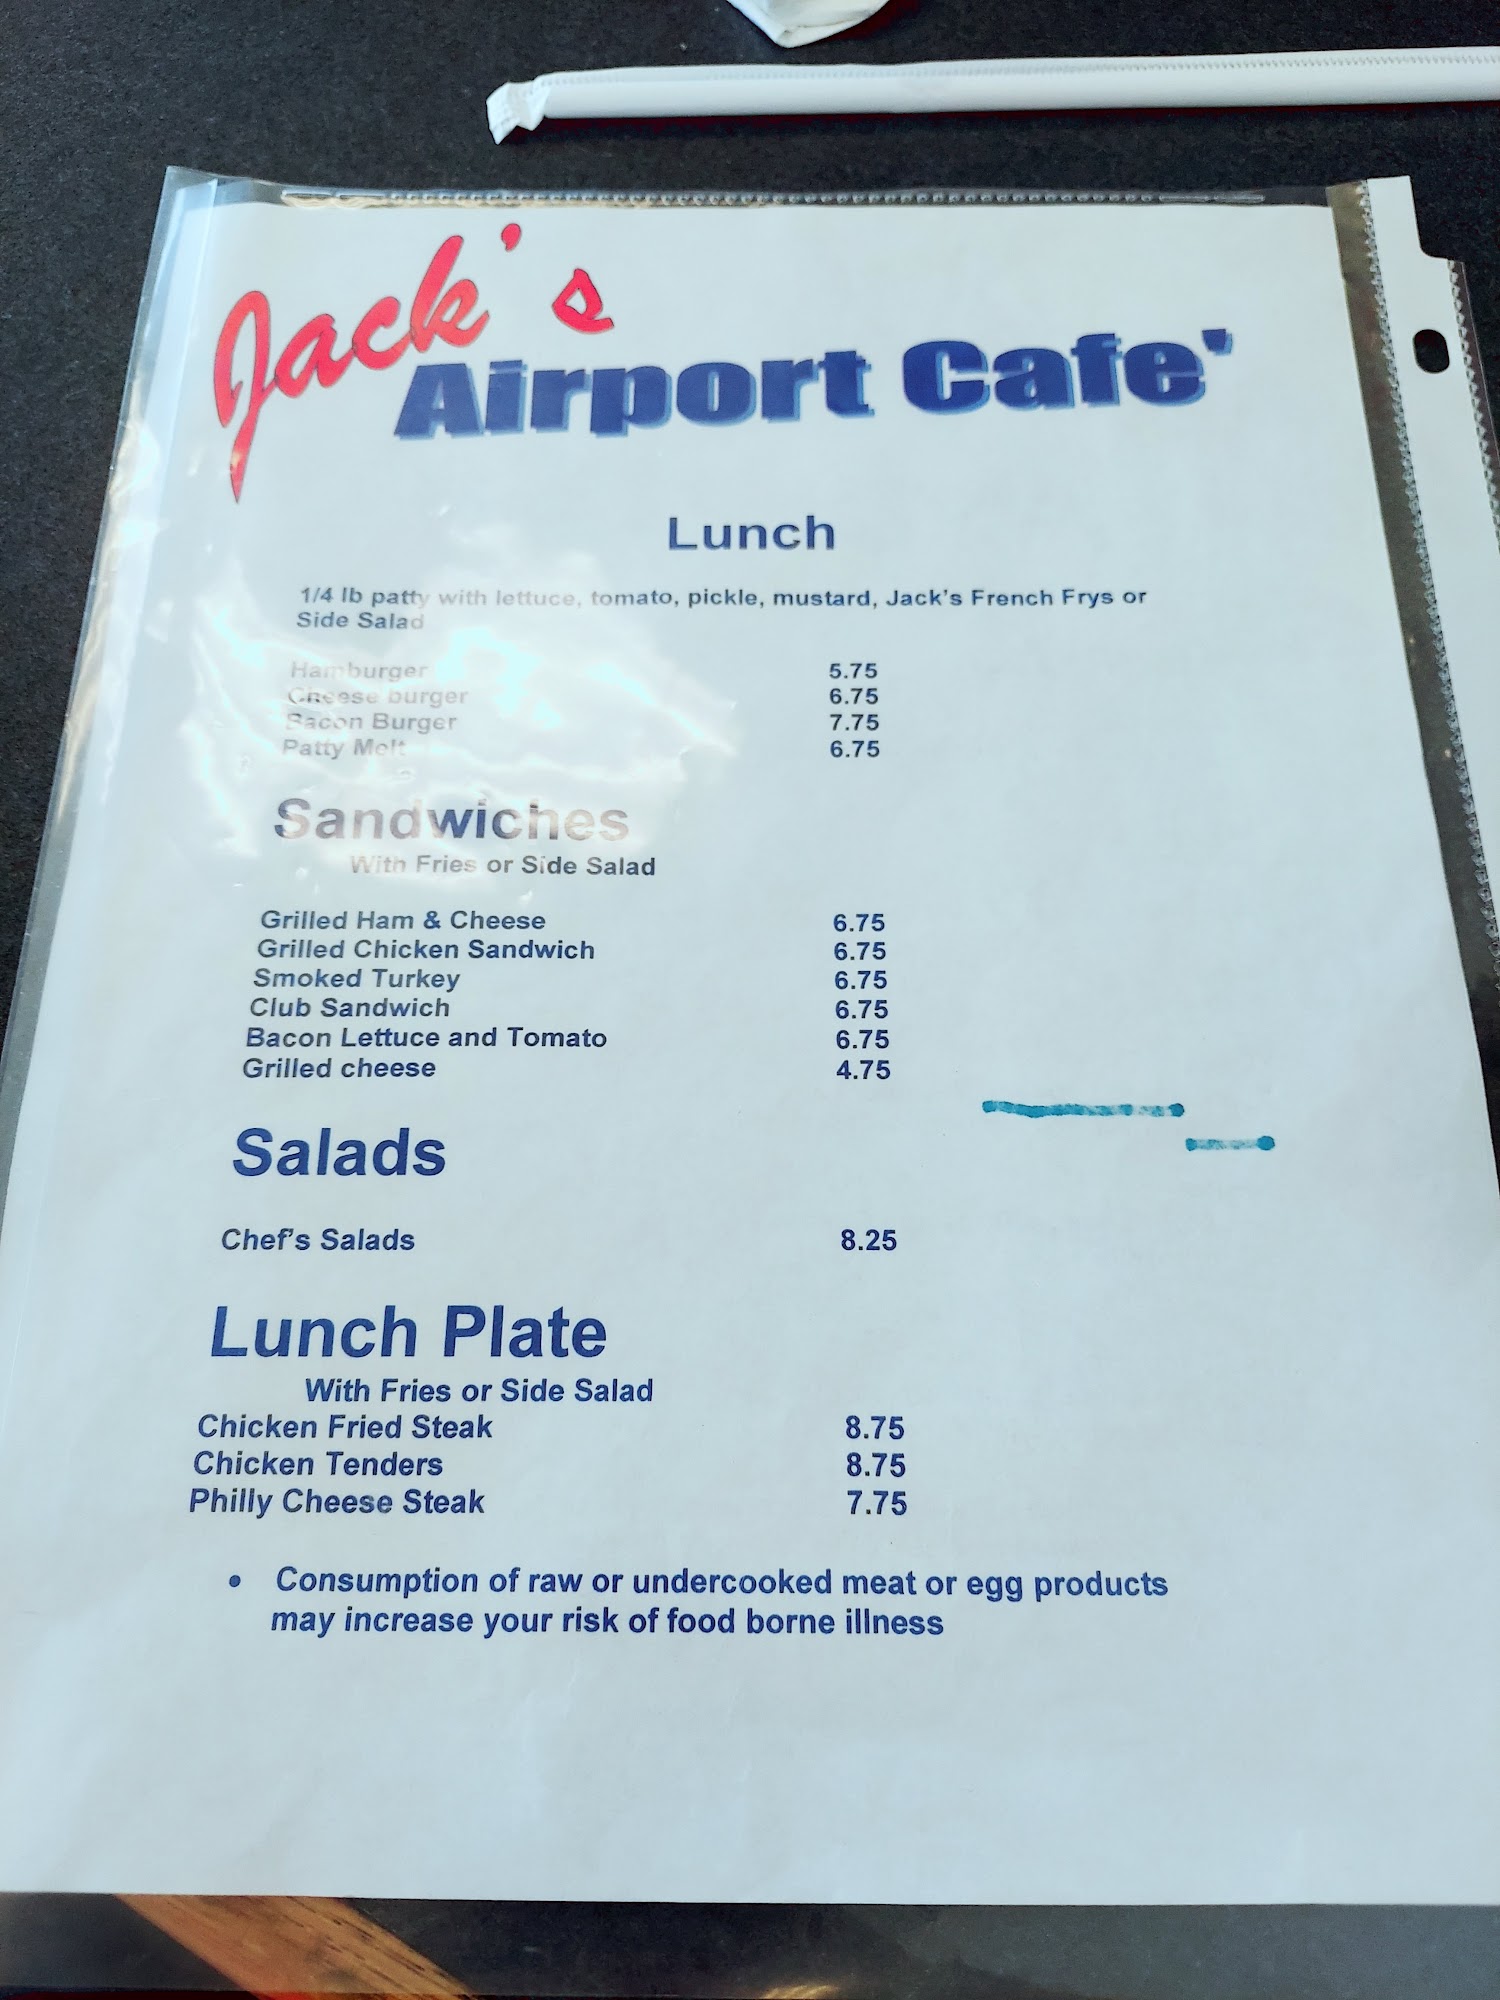 Jack's
Airport Cafe'
Lunch
1/4 lb patty with lettuce, tomato, pickle, mustard, Jack's French Frys or
Side Salad
Hamburger 5.75
Cheese burger 6.75
Bacon Burger 7.75
Patty Melt 6.75
Sandwiches
With Fries or Side Salad
Grilled Ham & Cheese 6.75
Grilled Chicken Sandwich 6.75
Smoked Turkey 6.75
Club Sandwich 6.75
Bacon Lettuce and Tomato 6.75
Grilled cheese 4.75
Salads
Chef's Salads 8.25
Lunch Plate
With Fries or Side Salad
Chicken Fried Steak 8.75
Chicken Tenders 8.75
Philly Cheese Steak 7.75
• Consumption of raw or undercooked meat or egg products
may increase your risk of food borne illness